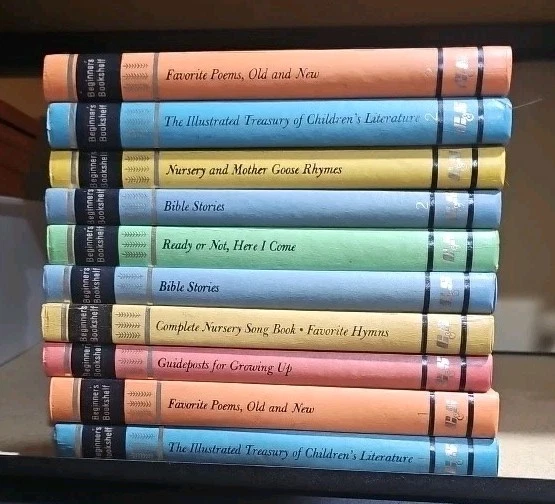 Beginners Bookshelf
Favorite Poems, Old and New
Beginners Bookshelf
The Illustrated Treasury of Children's Literature 2
Beginners Bookshelf
Nursery and Mother Goose Rhymes
Beginners Bookshelf
Bible Stories 2
Beginners Bookshelf
Ready or Not, Here I Come
Beginners Bookshelf
Bible Stories
Beginners Bookshelf
Complete Nursery Song Book • Favorite Hymns
Beginners Bookshelf
Guideposts for Growing Up
Beginners Bookshelf
Favorite Poems, Old and New
Beginners Bookshelf
The Illustrated Treasury of Children's Literature